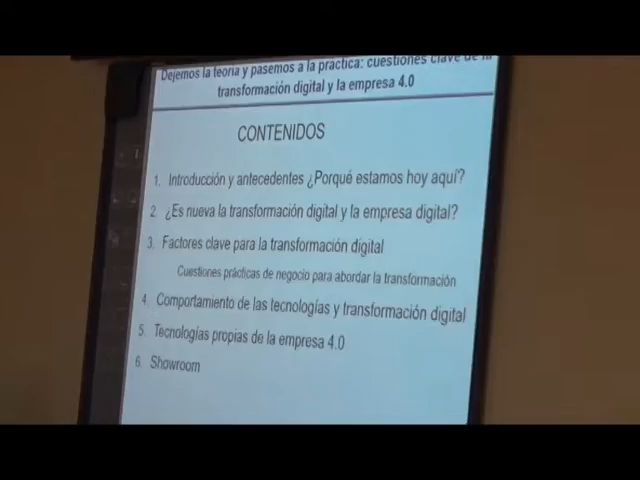 Dejemos la teoría y pasemos a la práctica: cuestiones clave de la
transformación digital y la empresa 4.0
CONTENIDOS
1. Introducción y antecedentes ¿Porqué estamos hoy aquí?
2. ¿Es nueva la transformación digital y la empresa digital?
3. Factores clave para la transformación digital
Cuestiones prácticas de negocio para abordar la transformación
4. Comportamiento de las tecnologías y transformación digital
5. Tecnologías propias de la empresa 4.0
6. Showroom